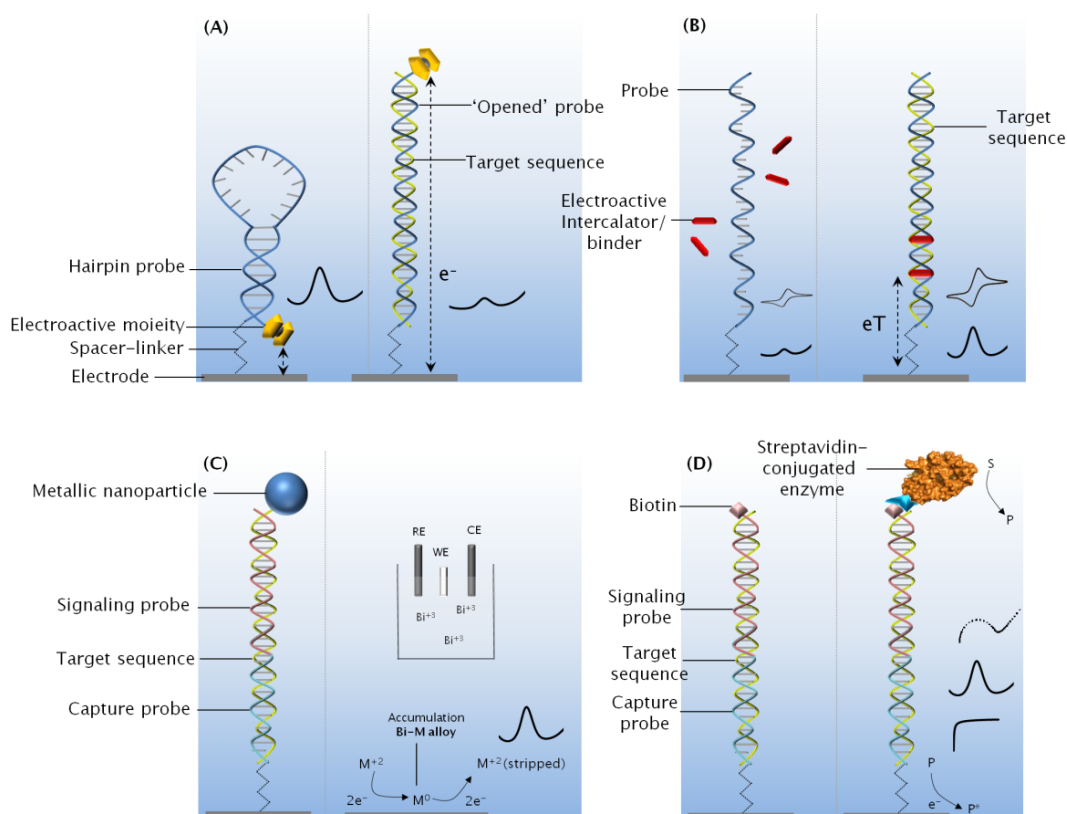 (A)
'Opened' probe
Target sequence
Hairpin probe
e⁻
Electroactive moieity
Spacer-linker
Electrode
(B)
Probe
Target
sequence
Electroactive
Intercalator/
binder
eT
(C)
Metallic nanoparticle
RE
WE
CE
Bi⁺³
Bi⁺³
Bi⁺³
Signaling probe
Target sequence
Capture probe
Accumulation
Bi-M alloy
M⁺² M⁺² (stripped)
2e⁻ M⁰ 2e⁻
(D)
Streptavidin-
conjugated
enzyme
S
P
Biotin
Signaling
probe
Target
sequence
Capture
probe
P
e⁻ P*